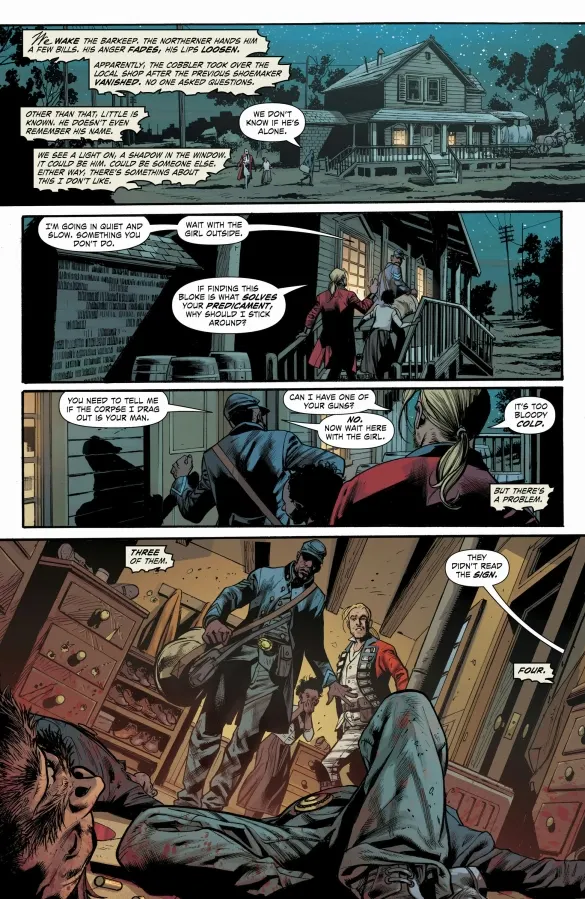 We WAKE THE BARKEEP. THE NORTHERNER HANDS HIM
A FEW BILLS. HIS ANGER FADES, HIS LIPS LOOSEN.
APPARENTLY, THE COBBLER TOOK OVER THE
LOCAL SHOP AFTER THE PREVIOUS SHOEMAKER
VANISHED. NO ONE ASKED QUESTIONS.
OTHER THAN THAT, LITTLE IS
KNOWN. HE DOESN'T EVEN
REMEMBER HIS NAME.
WE DON'T
KNOW IF HE'S
ALONE.
WE SEE A LIGHT ON, A SHADOW IN THE WINDOW.
IT COULD BE HIM. COULD BE SOMEONE ELSE.
EITHER WAY, THERE'S SOMETHING ABOUT
THIS I DON'T LIKE.
I'M GOING IN QUIET AND
SLOW. SOMETHING YOU
DON'T DO.
WAIT WITH THE
GIRL OUTSIDE.
IF FINDING THIS
BLOKE IS WHAT SOLVES
YOUR PREDICAMENT,
WHY SHOULD I STICK
AROUND?
YOU NEED TO TELL ME
IF THE CORPSE I DRAG
OUT IS YOUR MAN.
CAN I HAVE ONE OF
YOUR GUNS?
NO.
NOW WAIT HERE
WITH THE GIRL.
IT'S TOO
BLOODY
COLD.
BUT THERE'S
A PROBLEM.
THREE
OF THEM.
THEY
DIDN'T READ
THE SIGN.
FOUR.